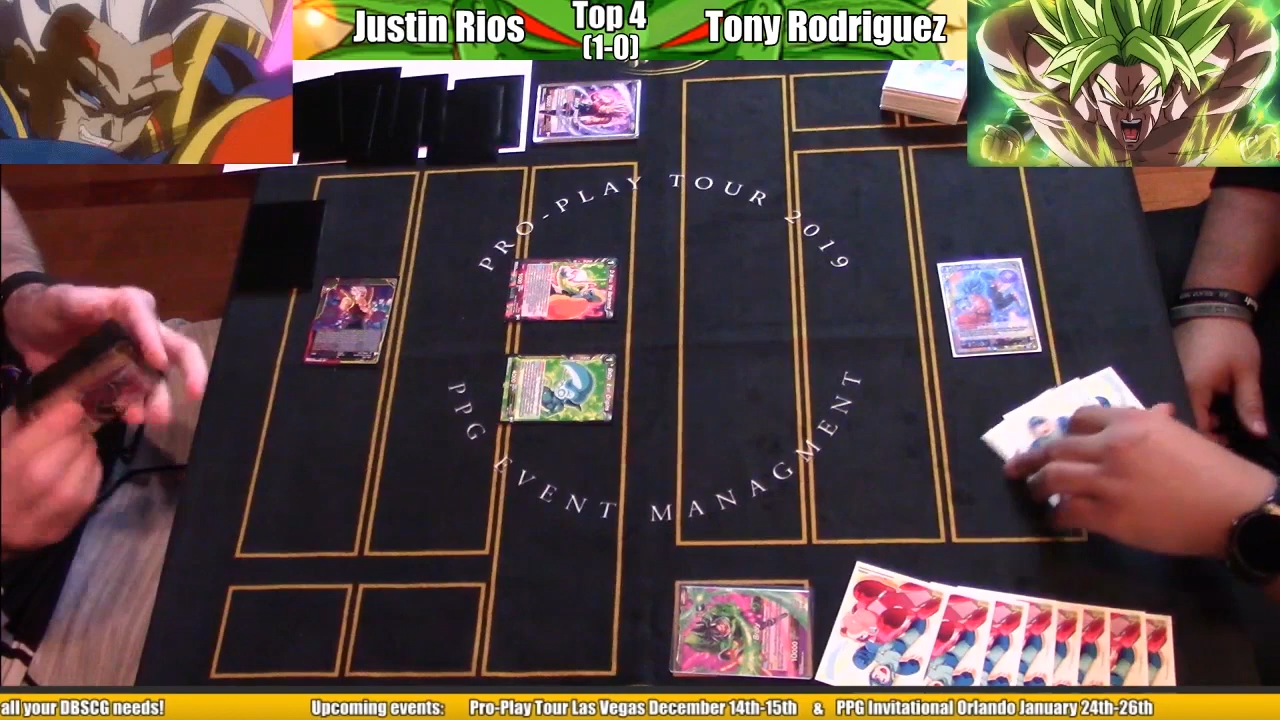 Justin Rios
Top 4
(1-0)
Tony Rodriguez
PRO-PLAY TOUR 2019
PPG EVENT MANAGMENT
10000
all your DBSCG needs!
Upcoming events: Pro-Play Tour Las Vegas December 14th-15th & PPG Invitational Orlando January 24th-26th